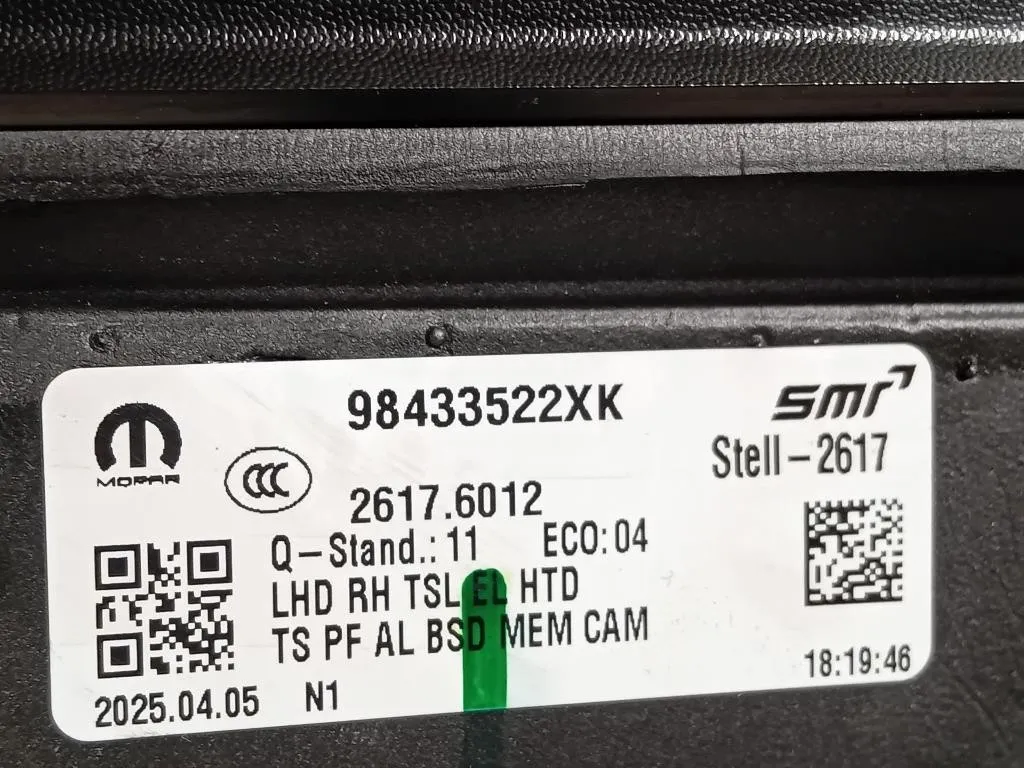 98433522XK
smr
MOPAR
CCC
Stell-2617
2617.6012
Q-Stand.: 11 ECO: 04
LHD RH TSL EL HTD
TS PF AL BSD MEM CAM
2025.04.05 N1
18:19:46